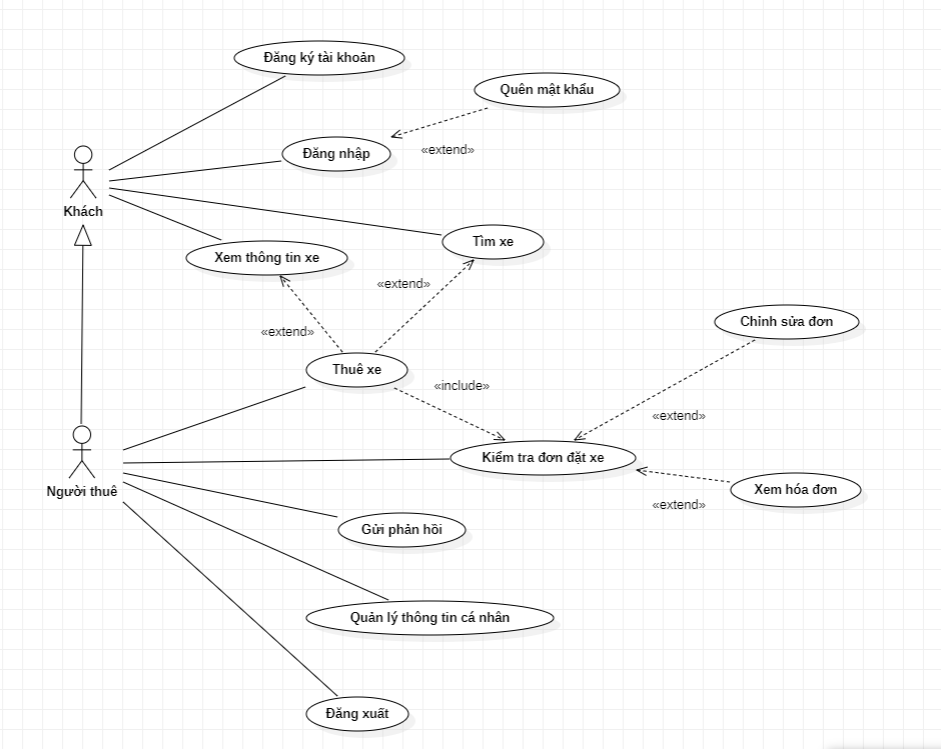 Đăng ký tài khoản
Quên mật khẩu
Đăng nhập
«extend»
Khách
Tìm xe
Xem thông tin xe
«extend»
«extend»
Chỉnh sửa đơn
Thuê xe
«include»
«extend»
Kiểm tra đơn đặt xe
Người thuê
Xem hóa đơn
«extend»
Gửi phản hồi
Quản lý thông tin cá nhân
Đăng xuất